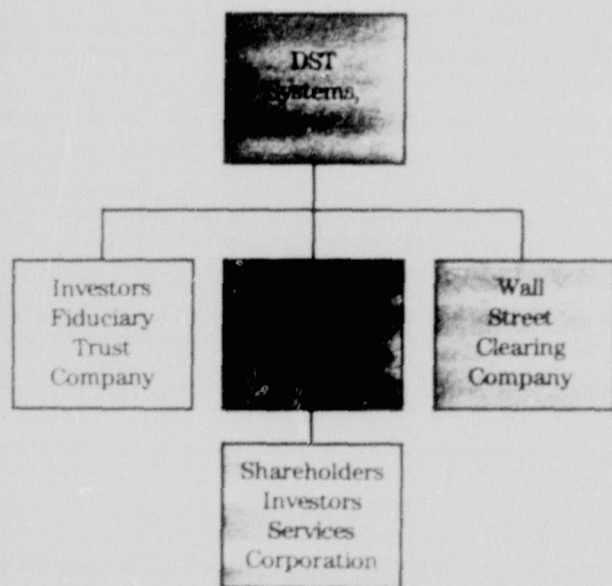 DST
Systems,
Investors
Fiduciary
Trust
Company
Wall
Street
Clearing
Company
Shareholders
Investors
Services
Corporation